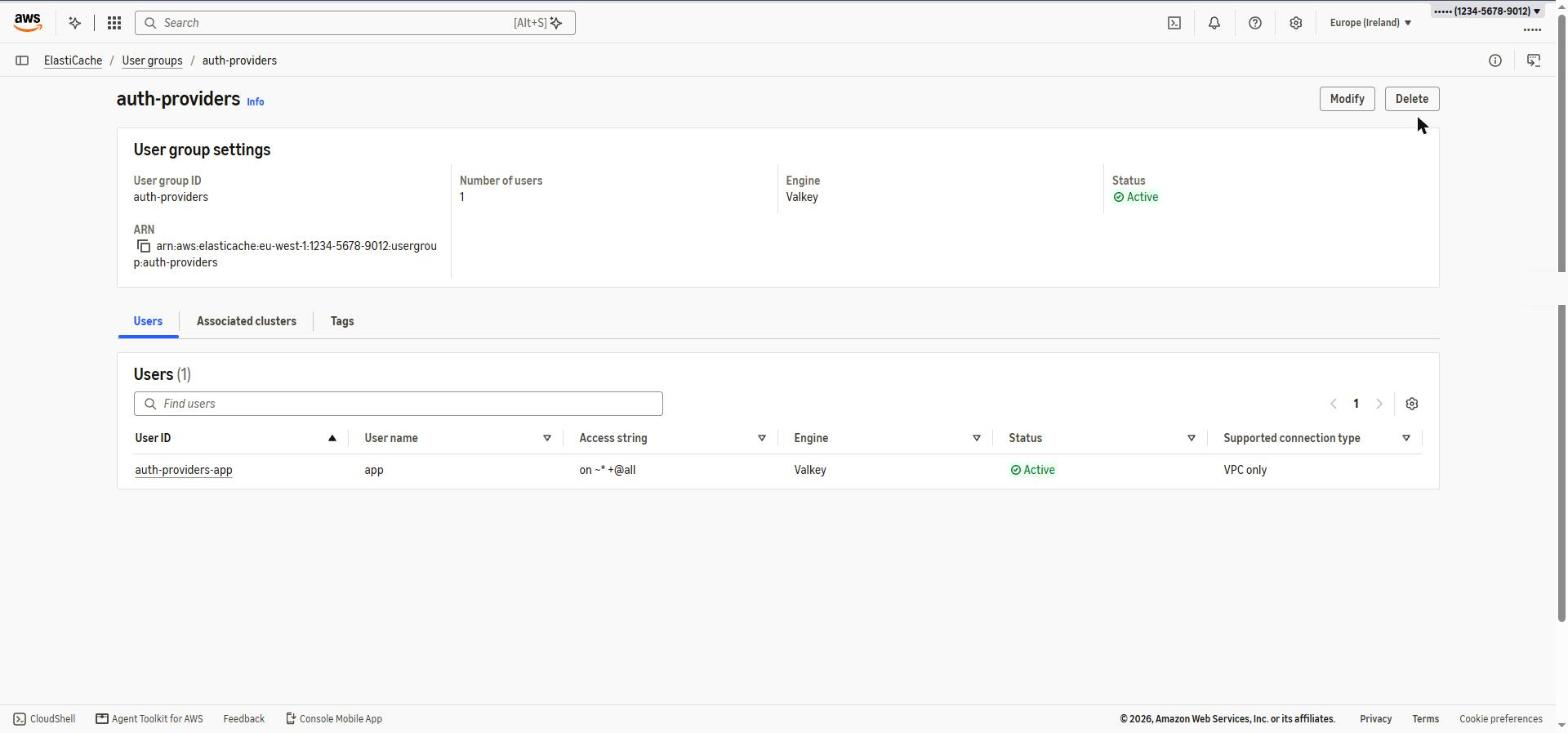 aws
Search [Alt+S]
Europe (Ireland)
••••• (1234-5678-9012)
•••••
ElastiCache / User groups / auth-providers
auth-providers Info
Modify
Delete
User group settings
User group ID
auth-providers
Number of users
1
Engine
Valkey
Status
Active
ARN
arn:aws:elasticache:eu-west-1:1234-5678-9012:usergrou
p:auth-providers
Users
Associated clusters
Tags
Users (1)
Find users
1
User ID User name Access string Engine Status Supported connection type
auth-providers-app app on ~* +@all Valkey Active VPC only
CloudShell Agent Toolkit for AWS Feedback Console Mobile App © 2026, Amazon Web Services, Inc. or its affiliates. Privacy Terms Cookie preferences